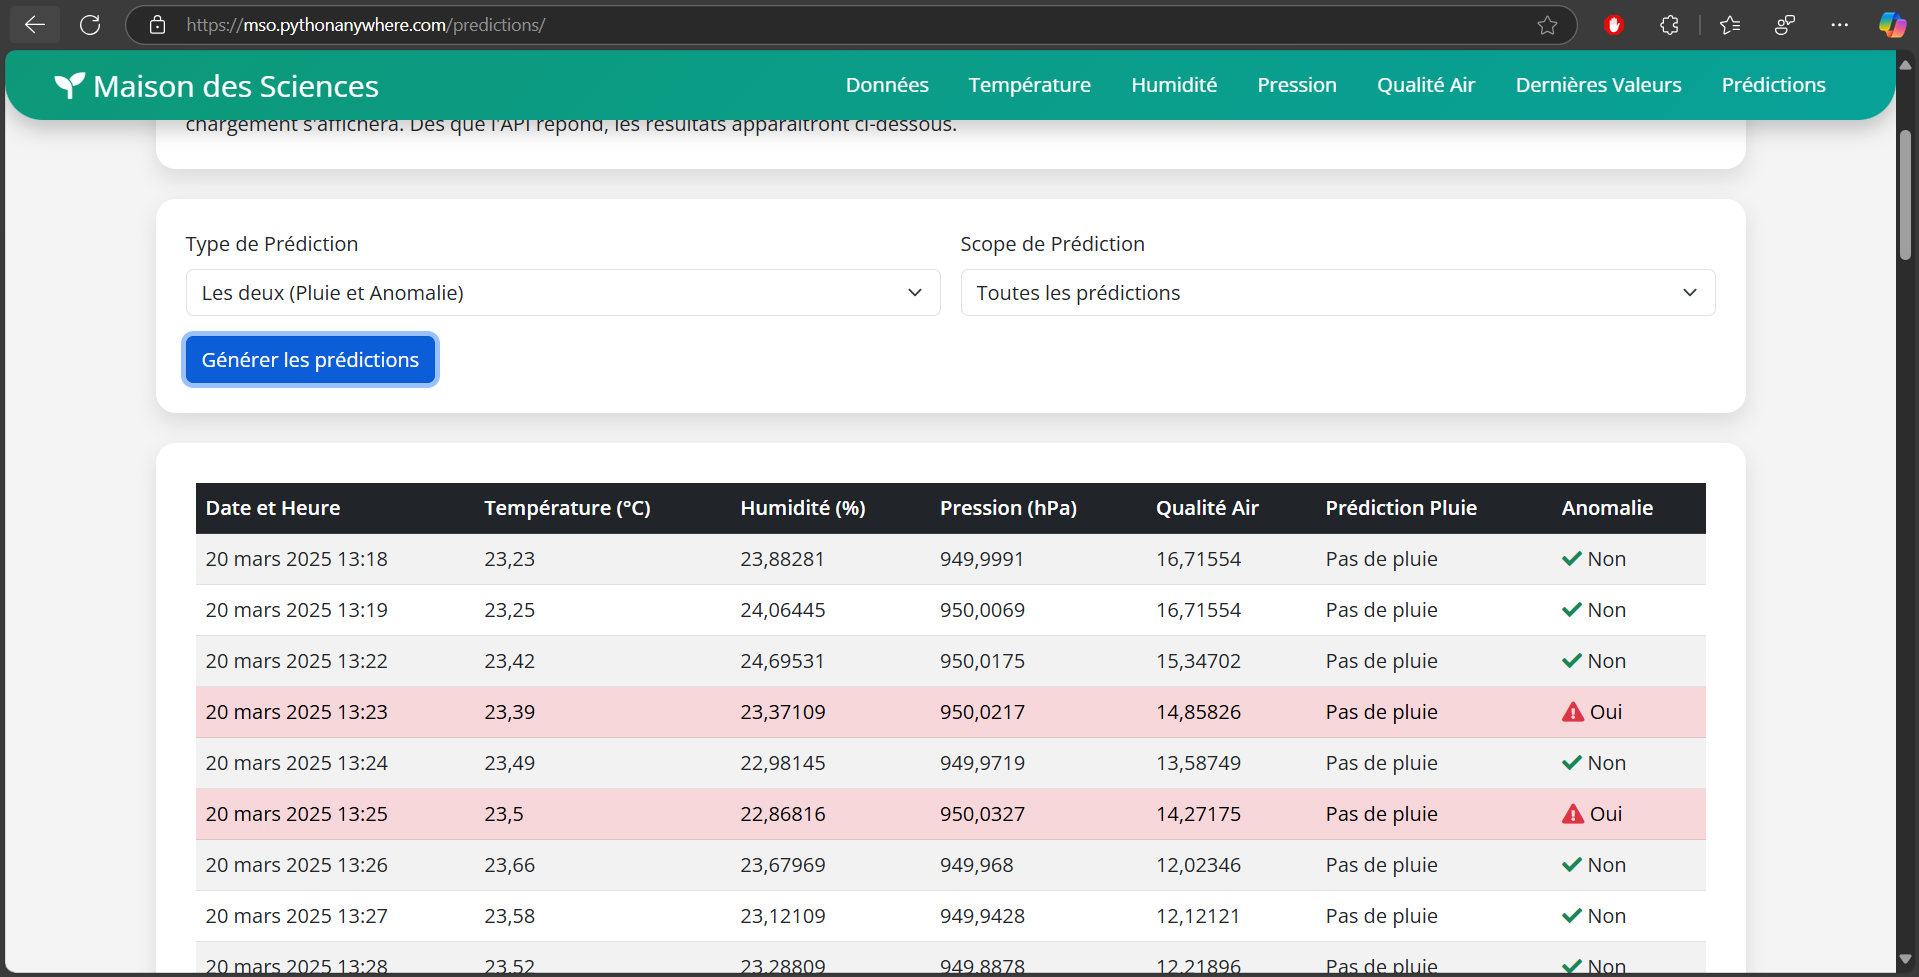 https://mso.pythonanywhere.com/predictions/
Maison des Sciences
Données Température Humidité Pression Qualité Air Dernières Valeurs Prédictions
chargement s'affichera. Dès que l'API répond, les résultats apparaîtront ci-dessous.
Type de Prédiction Scope de Prédiction
Les deux (Pluie et Anomalie) Toutes les prédictions
Générer les prédictions
Date et Heure Température (°C) Humidité (%) Pression (hPa) Qualité Air Prédiction Pluie Anomalie
20 mars 2025 13:18 23,23 23,88281 949,9991 16,71554 Pas de pluie Non
20 mars 2025 13:19 23,25 24,06445 950,0069 16,71554 Pas de pluie Non
20 mars 2025 13:22 23,42 24,69531 950,0175 15,34702 Pas de pluie Non
20 mars 2025 13:23 23,39 23,37109 950,0217 14,85826 Pas de pluie Oui
20 mars 2025 13:24 23,49 22,98145 949,9719 13,58749 Pas de pluie Non
20 mars 2025 13:25 23,5 22,86816 950,0327 14,27175 Pas de pluie Oui
20 mars 2025 13:26 23,66 23,67969 949,968 12,02346 Pas de pluie Non
20 mars 2025 13:27 23,58 23,12109 949,9428 12,12121 Pas de pluie Non
20 mars 2025 13:28 23,52 23,28809 949,8878 12,21896 Pas de pluie Non